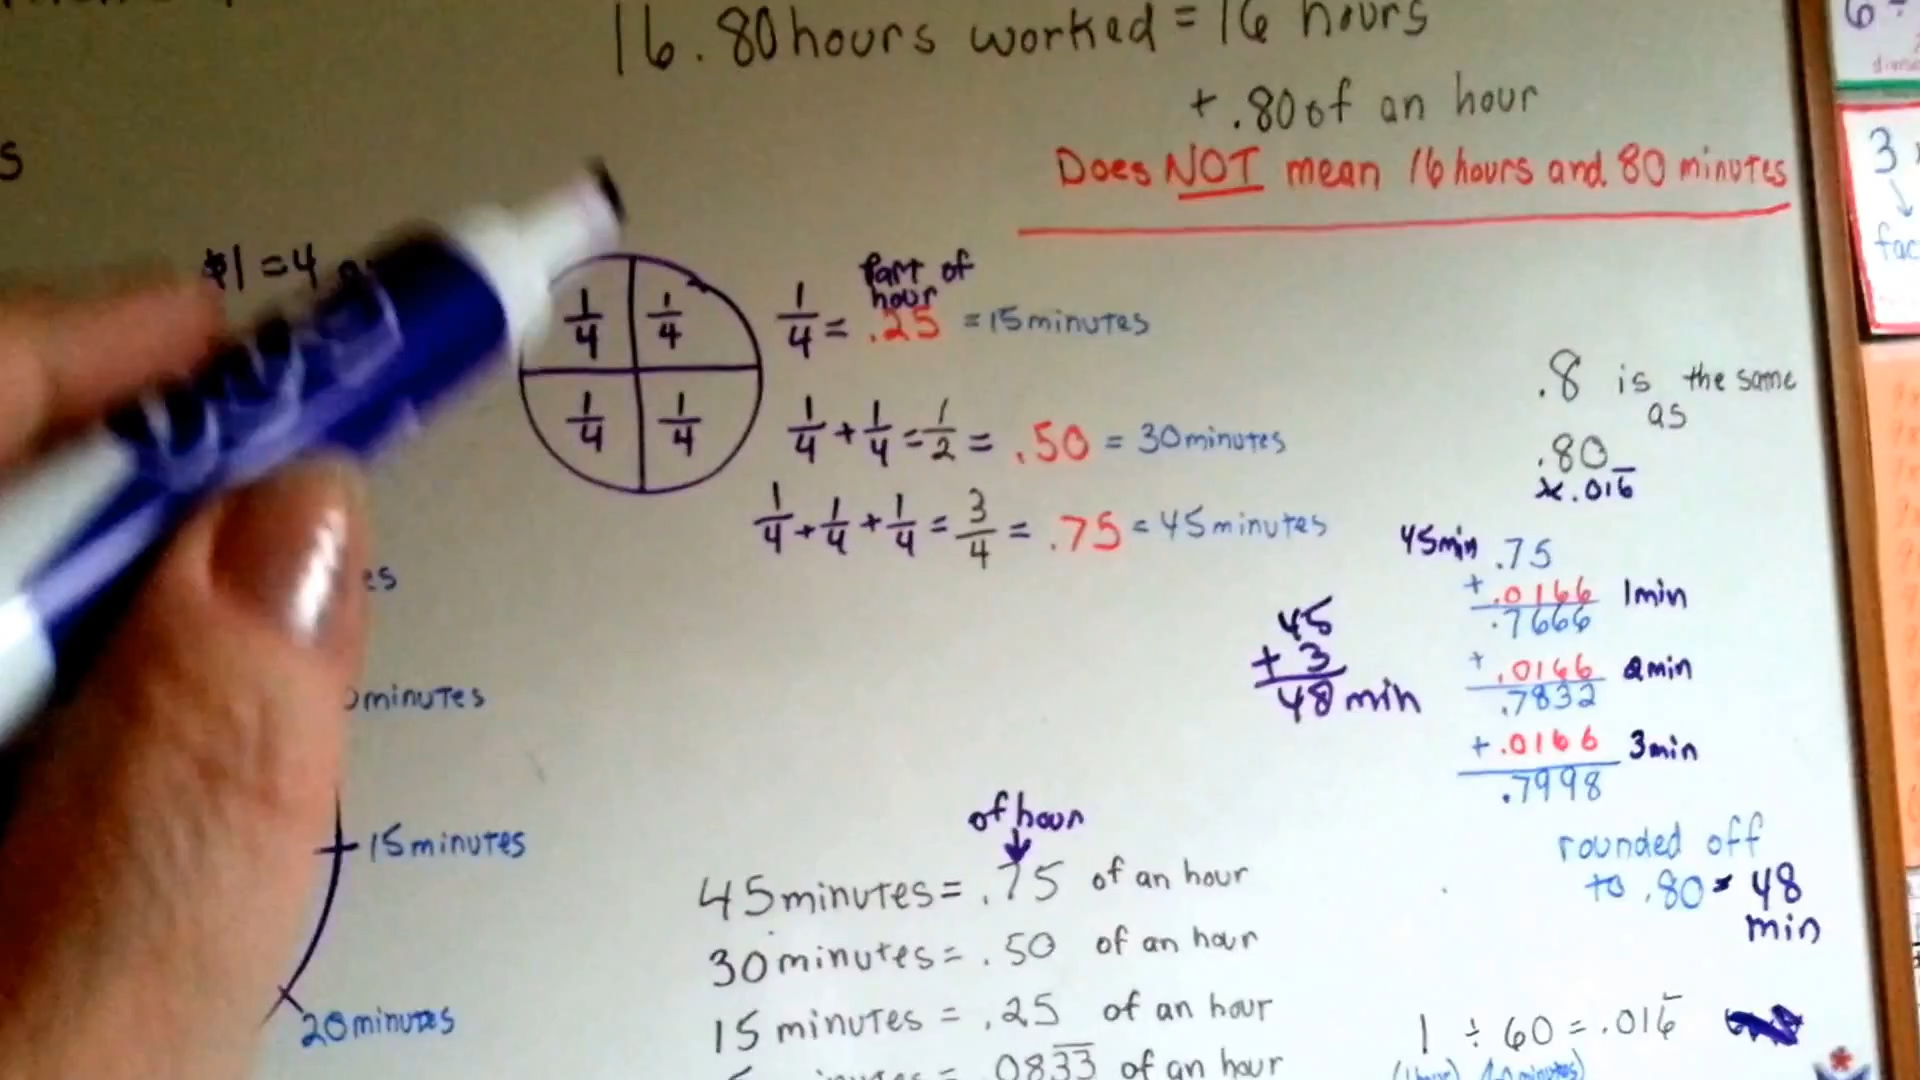 16.80 hours worked = 16 hours
+ .80 of an hour
Does NOT mean 16 hours and 80 minutes
s
$1 = 4
1/4 1/4
1/4 1/4
Part of
hour
1/4 = .25 = 15 minutes
1/4 + 1/4 = 1/2 = .50 = 30 minutes
1/4 + 1/4 + 1/4 = 3/4 = .75 = 45 minutes
.8 is the same
as
.80
x .016̅
45min .75
+ .0166 1min
.7666
+ .0166 2min
.7832
+ .0166 3min
.7998
rounded off
to .80 = 48
min
45
+ 3
48 min
es
minutes
15 minutes
20 minutes
of hour
45 minutes = .75 of an hour
30 minutes = .50 of an hour
15 minutes = .25 of an hour
= .0833̅ of an hour
1 ÷ 60 = .016̅
(1 hour)
6 ÷
3
fac